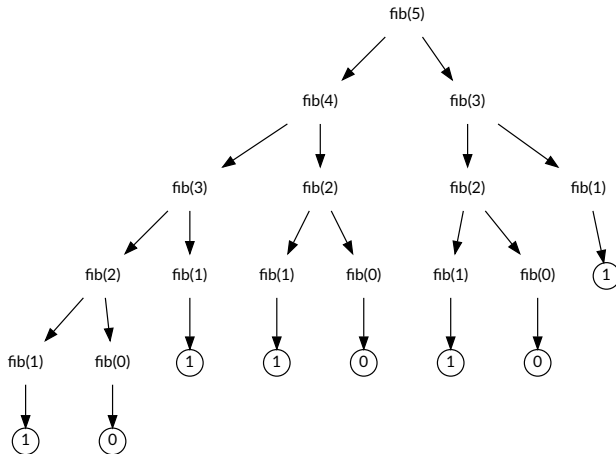 fib(5)
fib(4) fib(3)
fib(3) fib(2) fib(2) fib(1)
fib(2) fib(1) fib(1) fib(0) fib(1) fib(0) 1
fib(1) fib(0) 1 1 0 1 0
1 0